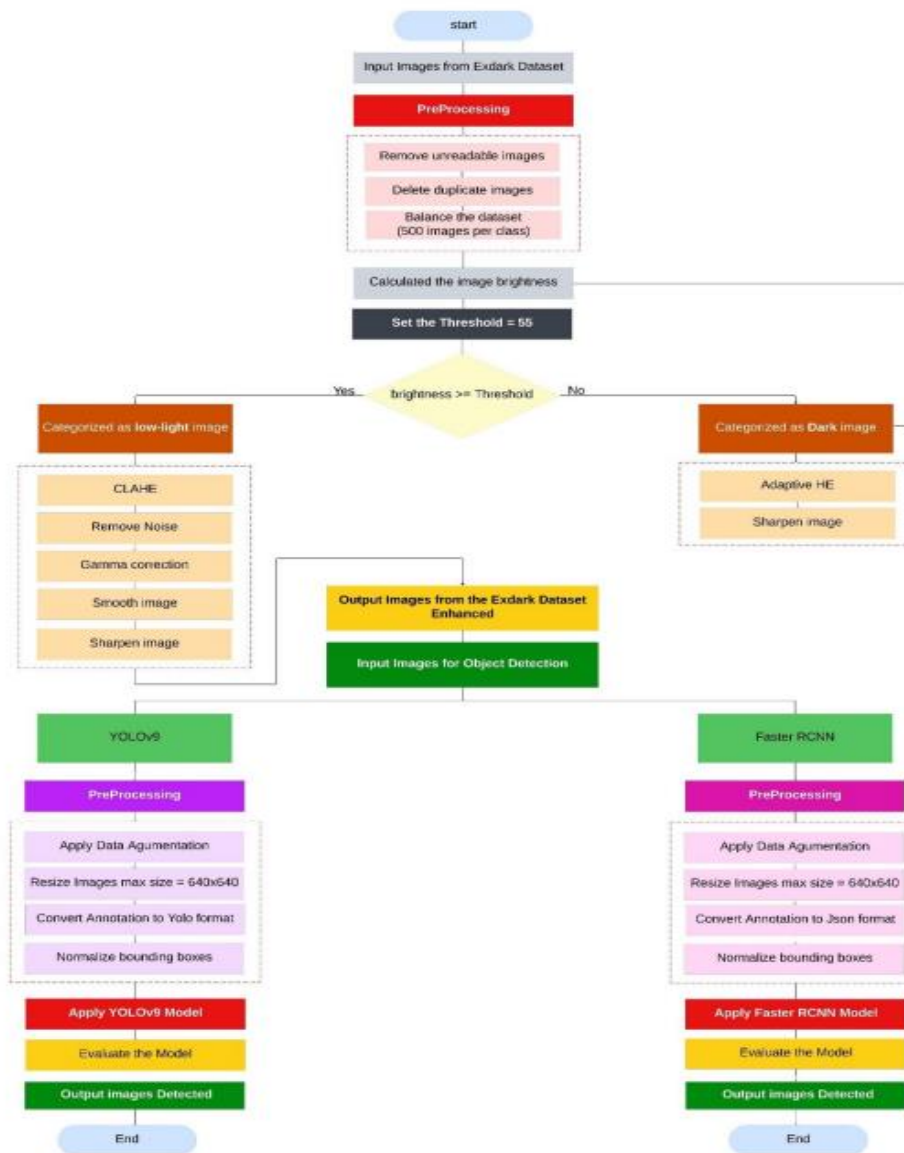 start
Input Images from Exdark Dataset
PreProcessing
Remove unreadable images
Delete duplicate images
Balance the dataset
(500 images per class)
Calculated the image brightness
Set the Threshold = 55
brightness >= Threshold
Yes
No
Categorized as low-light image
CLAHE
Remove Noise
Gamma correction
Smooth image
Sharpen image
Categorized as Dark image
Adaptive HE
Sharpen image
Output Images from the Exdark Dataset
Enhanced
Input Images for Object Detection
YOLOv9
PreProcessing
Apply Data Agumentation
Resize Images max size = 640x640
Convert Annotation to Yolo format
Normalize bounding boxes
Apply YOLOv9 Model
Evaluate the Model
Output images Detected
End
Faster RCNN
PreProcessing
Apply Data Agumentation
Resize Images max size = 640x640
Convert Annotation to Json format
Normalize bounding boxes
Apply Faster RCNN Model
Evaluate the Model
Output images Detected
End